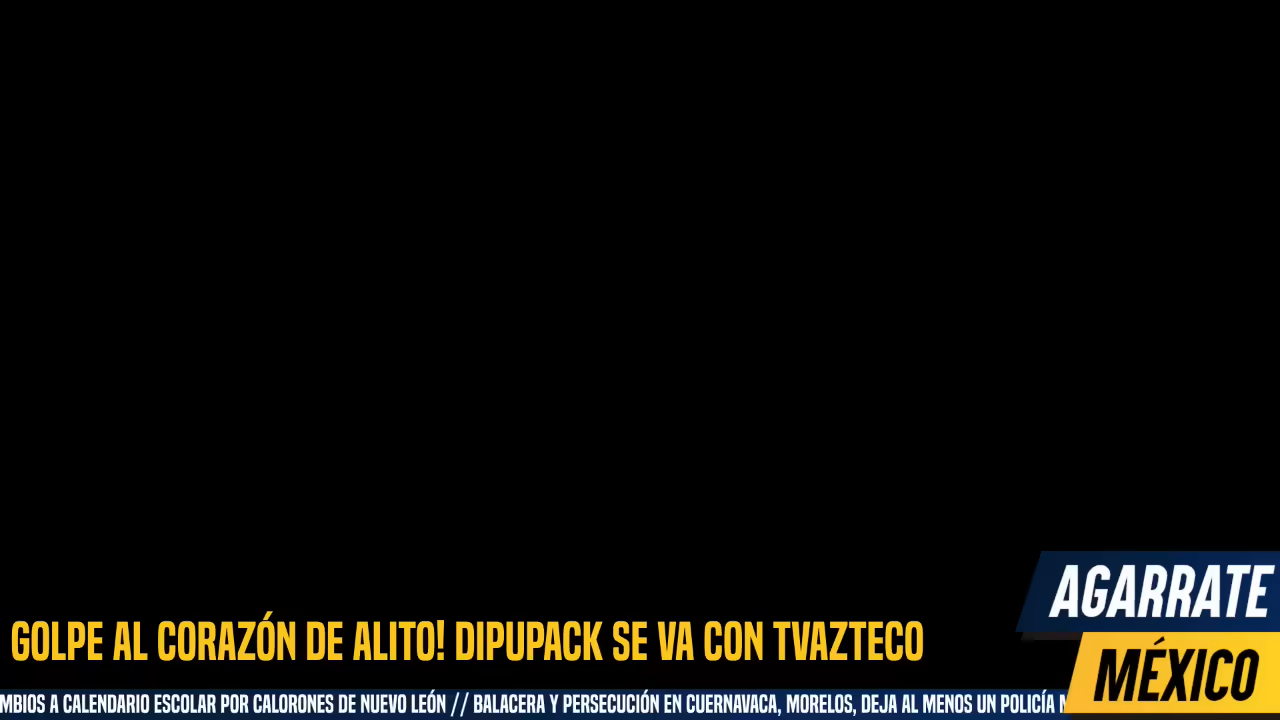 AGARRATE
GOLPE AL CORAZÓN DE ALITO! DIPUPACK SE VA CON TVAZTECO
MÉXICO
A CALENDARIO ESCOLAR POR CALORONES DE NUEVO LEÓN // BALACERA Y PERSECUCIÓN EN CUERNAVACA, MORELOS, DEJA AL MENOS UN POLICÍA